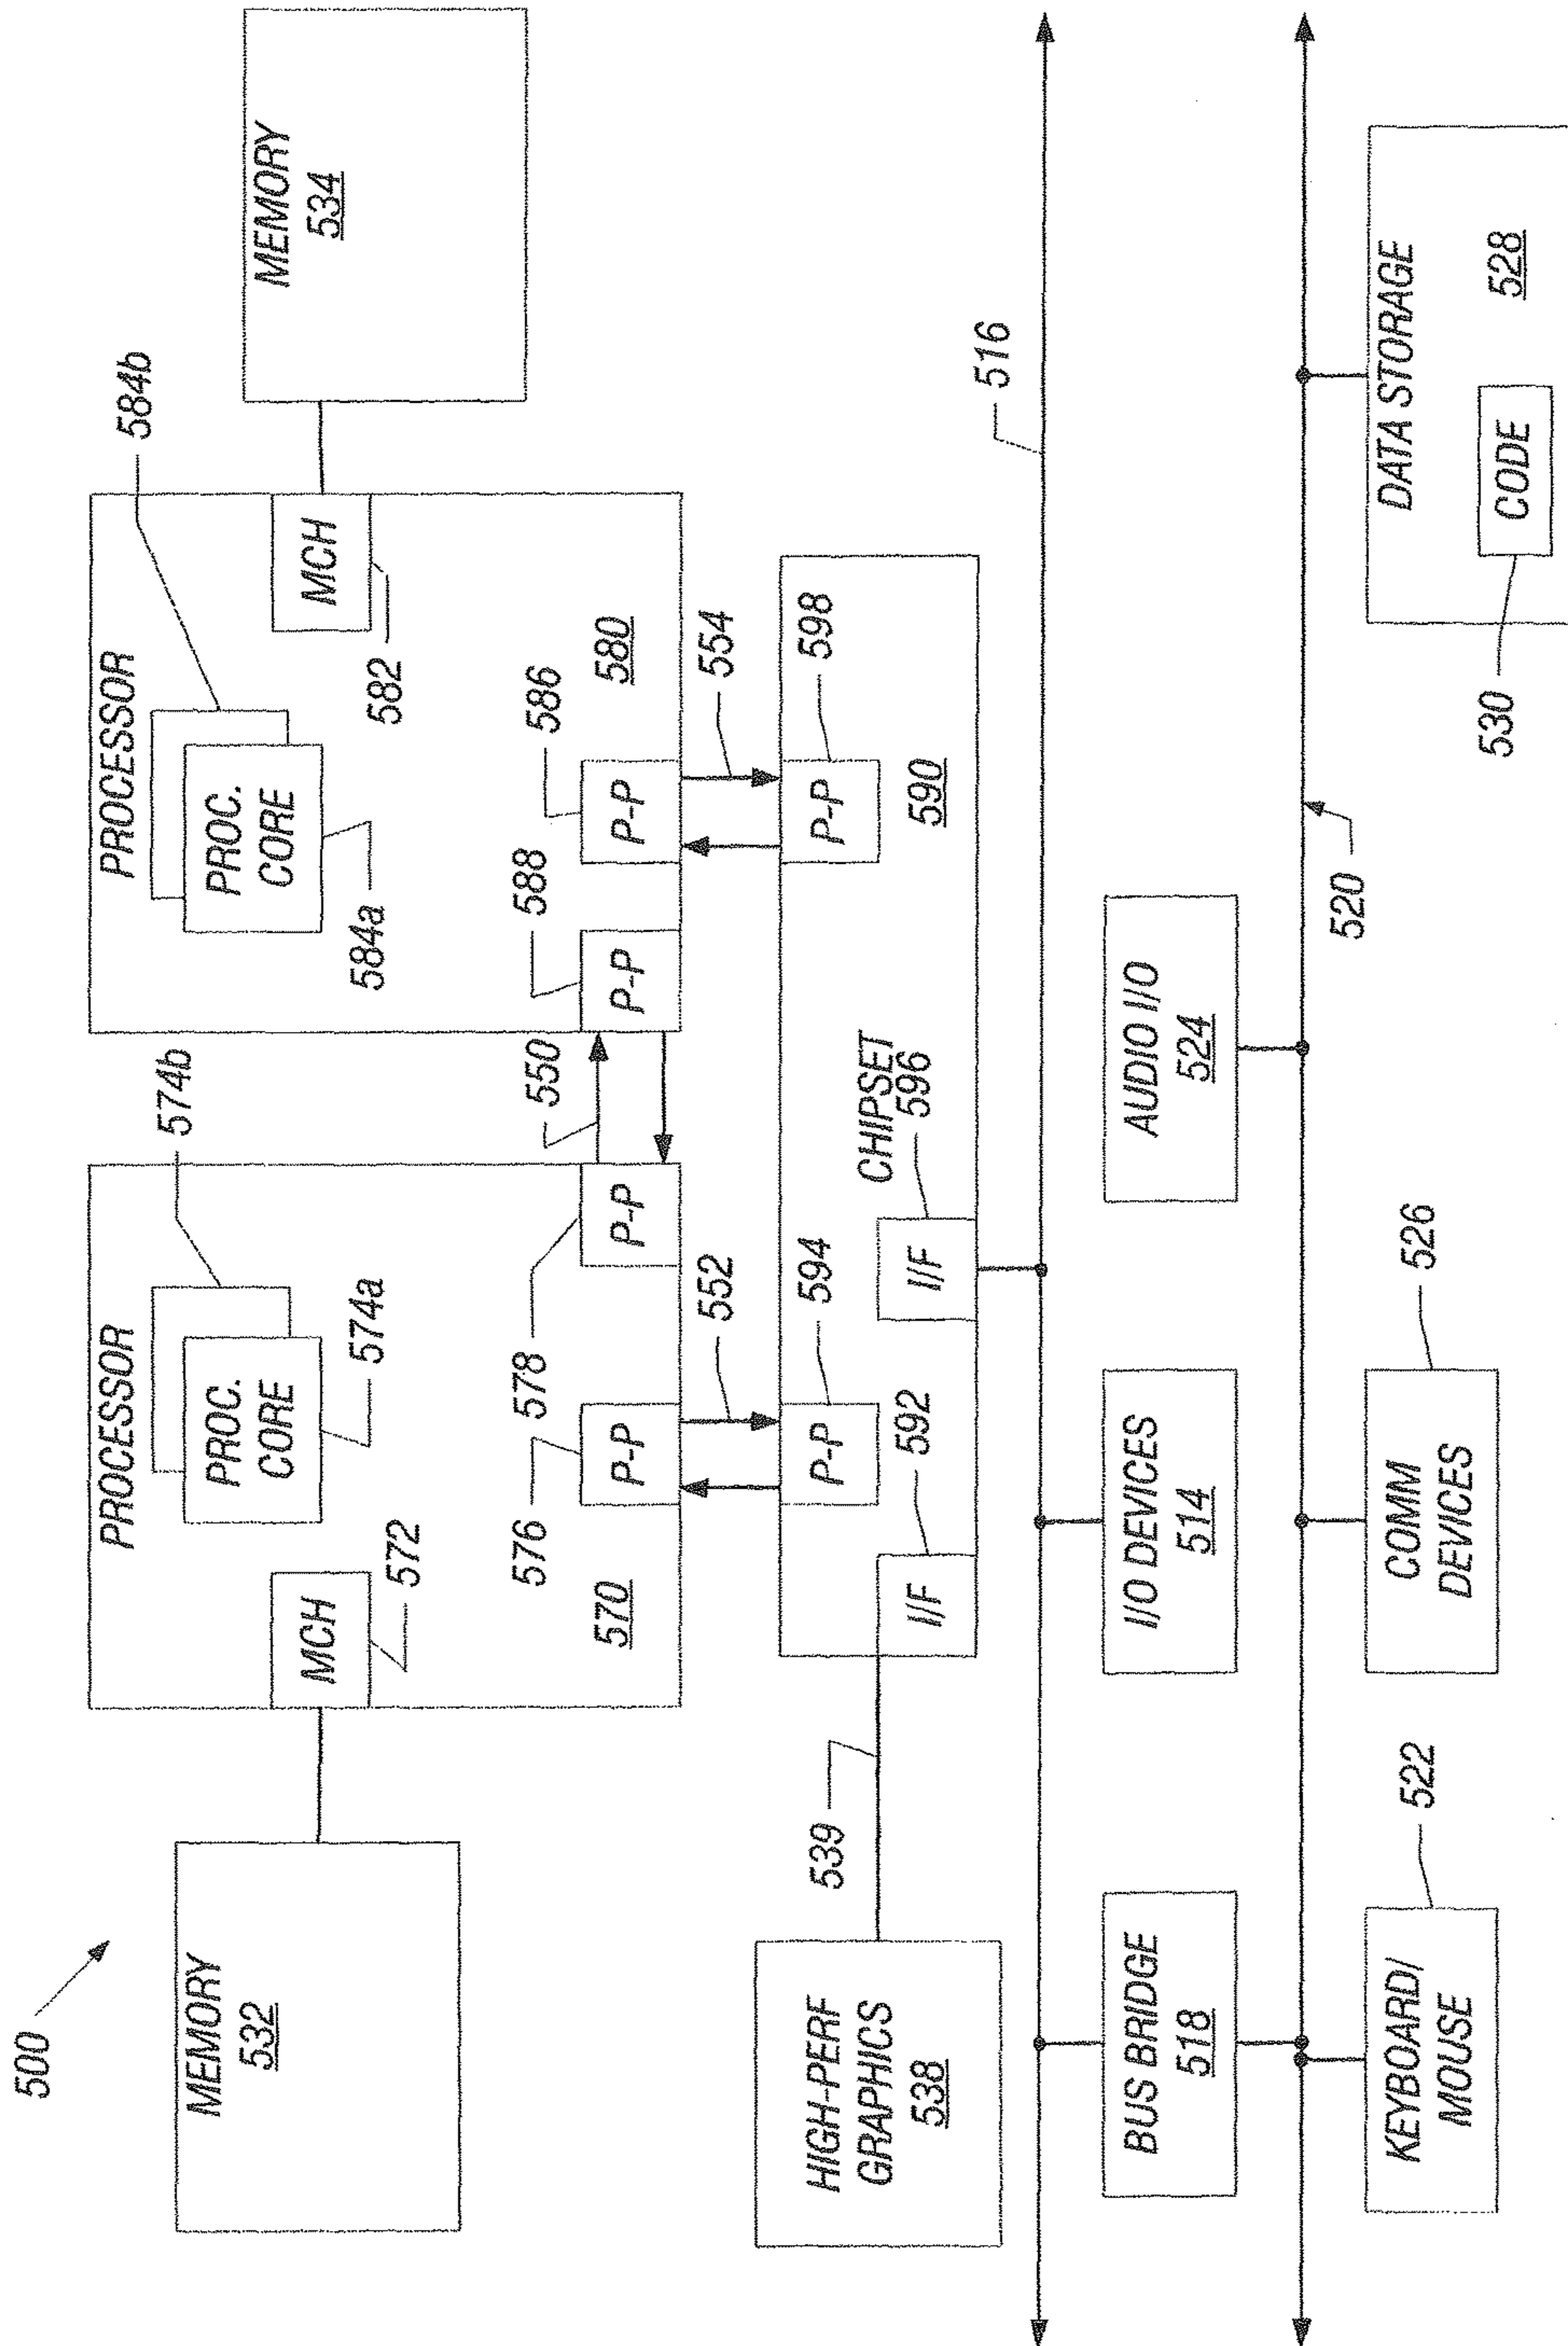 500
MEMORY
532
PROCESSOR
574b
PROC.
CORE
574a
MCH
572
576
578
570
P-P
P-P
550
PROCESSOR
584b
PROC.
CORE
584a
MCH
582
588
586
580
P-P
P-P
MEMORY
534
552
554
HIGH-PERF
GRAPHICS
538
539
I/F
592
P-P
594
I/F
CHIPSET
596
P-P
598
590
516
BUS BRIDGE
518
I/O DEVICES
514
AUDIO I/O
524
520
KEYBOARD/
MOUSE
522
COMM
DEVICES
526
DATA STORAGE
528
CODE
530